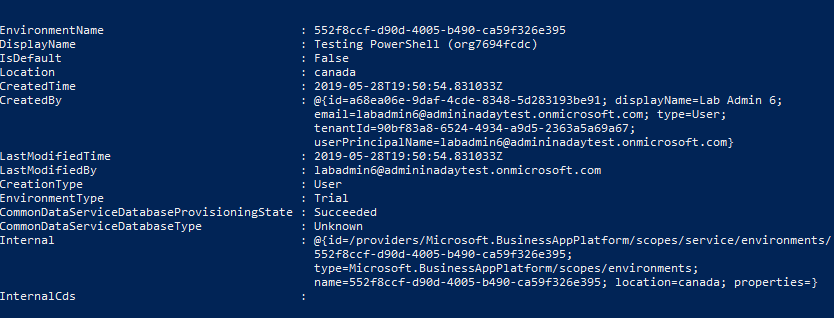 EnvironmentName : 552f8ccf-d90d-4005-b490-ca59f326e395
DisplayName : Testing PowerShell (org7694fcdc)
IsDefault : False
Location : canada
CreatedTime : 2019-05-28T19:50:54.831033Z
CreatedBy : @{id=a68ea06e-9daf-4cde-8348-5d283193be91; displayName=Lab Admin 6;
email=labadmin6@admininadaytest.onmicrosoft.com; type=User;
tenantId=90bf83a8-6524-4934-a9d5-2363a5a69a67;
userPrincipalName=labadmin6@admininadaytest.onmicrosoft.com}
LastModifiedTime : 2019-05-28T19:50:54.831033Z
LastModifiedBy : labadmin6@admininadaytest.onmicrosoft.com
CreationType : User
EnvironmentType : Trial
CommonDataServiceDatabaseProvisioningState : Succeeded
CommonDataServiceDatabaseType : Unknown
Internal : @{id=/providers/Microsoft.BusinessAppPlatform/scopes/service/environments/
552f8ccf-d90d-4005-b490-ca59f326e395;
type=Microsoft.BusinessAppPlatform/scopes/environments;
name=552f8ccf-d90d-4005-b490-ca59f326e395; location=canada; properties=}
InternalCds :